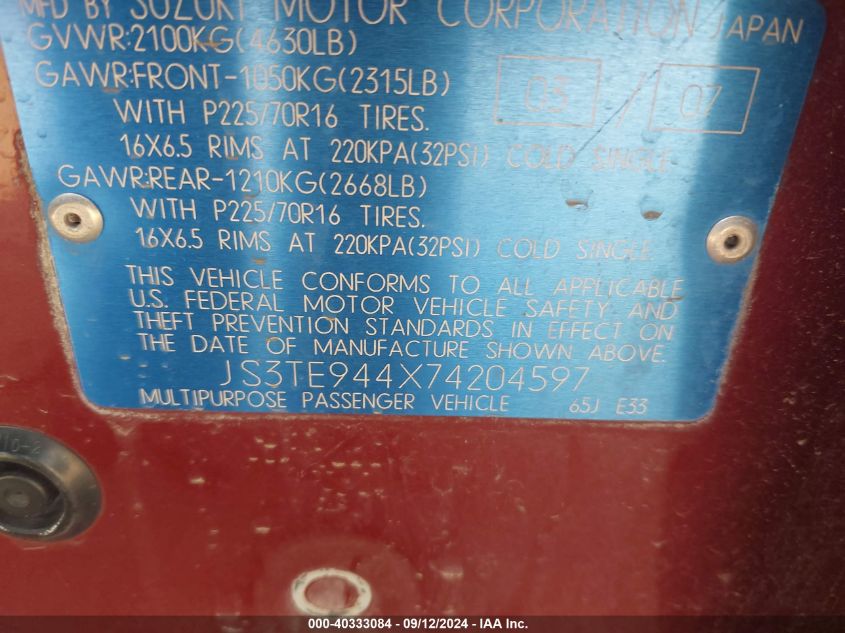 MFD BY SUZUKI MOTOR CORPORATION JAPAN
GVWR:2100KG(4630LB)
GAWR:FRONT-1050KG(2315LB)
03 / 07
WITH P225/70R16 TIRES.
16X6.5 RIMS AT 220KPA(32PSI) COLD SINGLE
GAWR:REAR-1210KG(2668LB)
WITH P225/70R16 TIRES.
16X6.5 RIMS AT 220KPA(32PSI) COLD SINGLE
THIS VEHICLE CONFORMS TO ALL APPLICABLE
U.S. FEDERAL MOTOR VEHICLE SAFETY AND
THEFT PREVENTION STANDARDS IN EFFECT ON
THE DATE OF MANUFACTURE SHOWN ABOVE.
JS3TE944X74204597
MULTIPURPOSE PASSENGER VEHICLE 65J E33
000-40333084 - 09/12/2024 - IAA Inc.